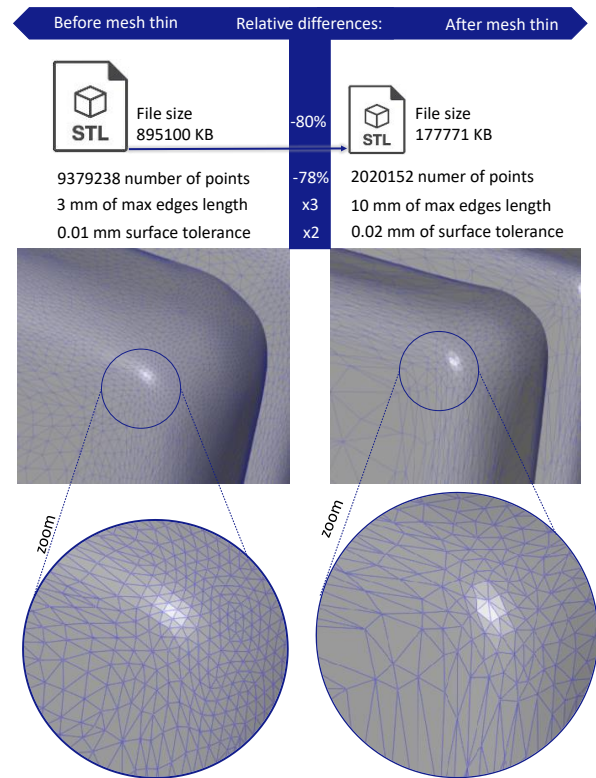 Before mesh thin Relative differences: After mesh thin
STL
File size
895100 KB
-80%
STL
File size
177771 KB
9379238 number of points -78% 2020152 numer of points
3 mm of max edges length x3 10 mm of max edges length
0.01 mm surface tolerance x2 0.02 mm of surface tolerance
zoom
zoom